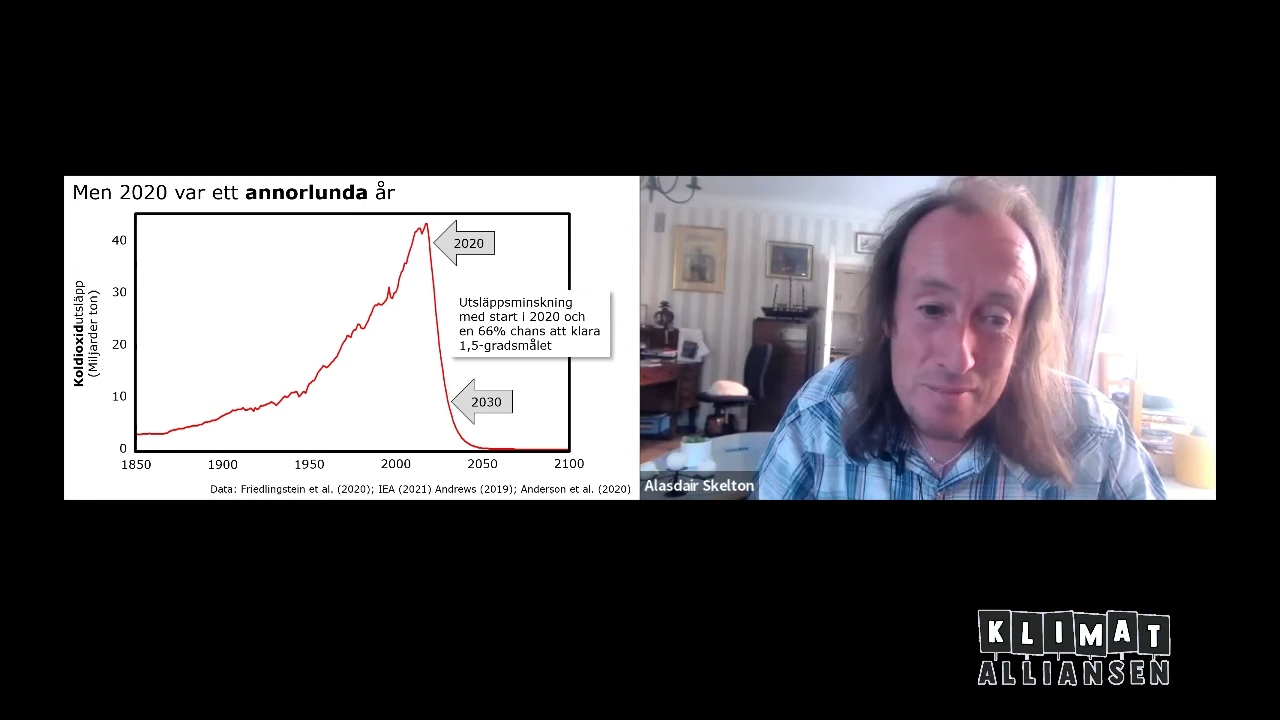 Men 2020 var ett annorlunda år
Koldioxidutsläpp
(Miljarder ton)
40
30
20
10
0
2020
Utsläppsminskning
med start i 2020 och
en 66% chans att klara
1,5-gradsmålet
2030
1850 1900 1950 2000 2050 2100
Data: Friedlingstein et al. (2020); IEA (2021) Andrews (2019); Anderson et al. (2020)
Alasdair Skelton
KLIMAT
ALLIANSEN